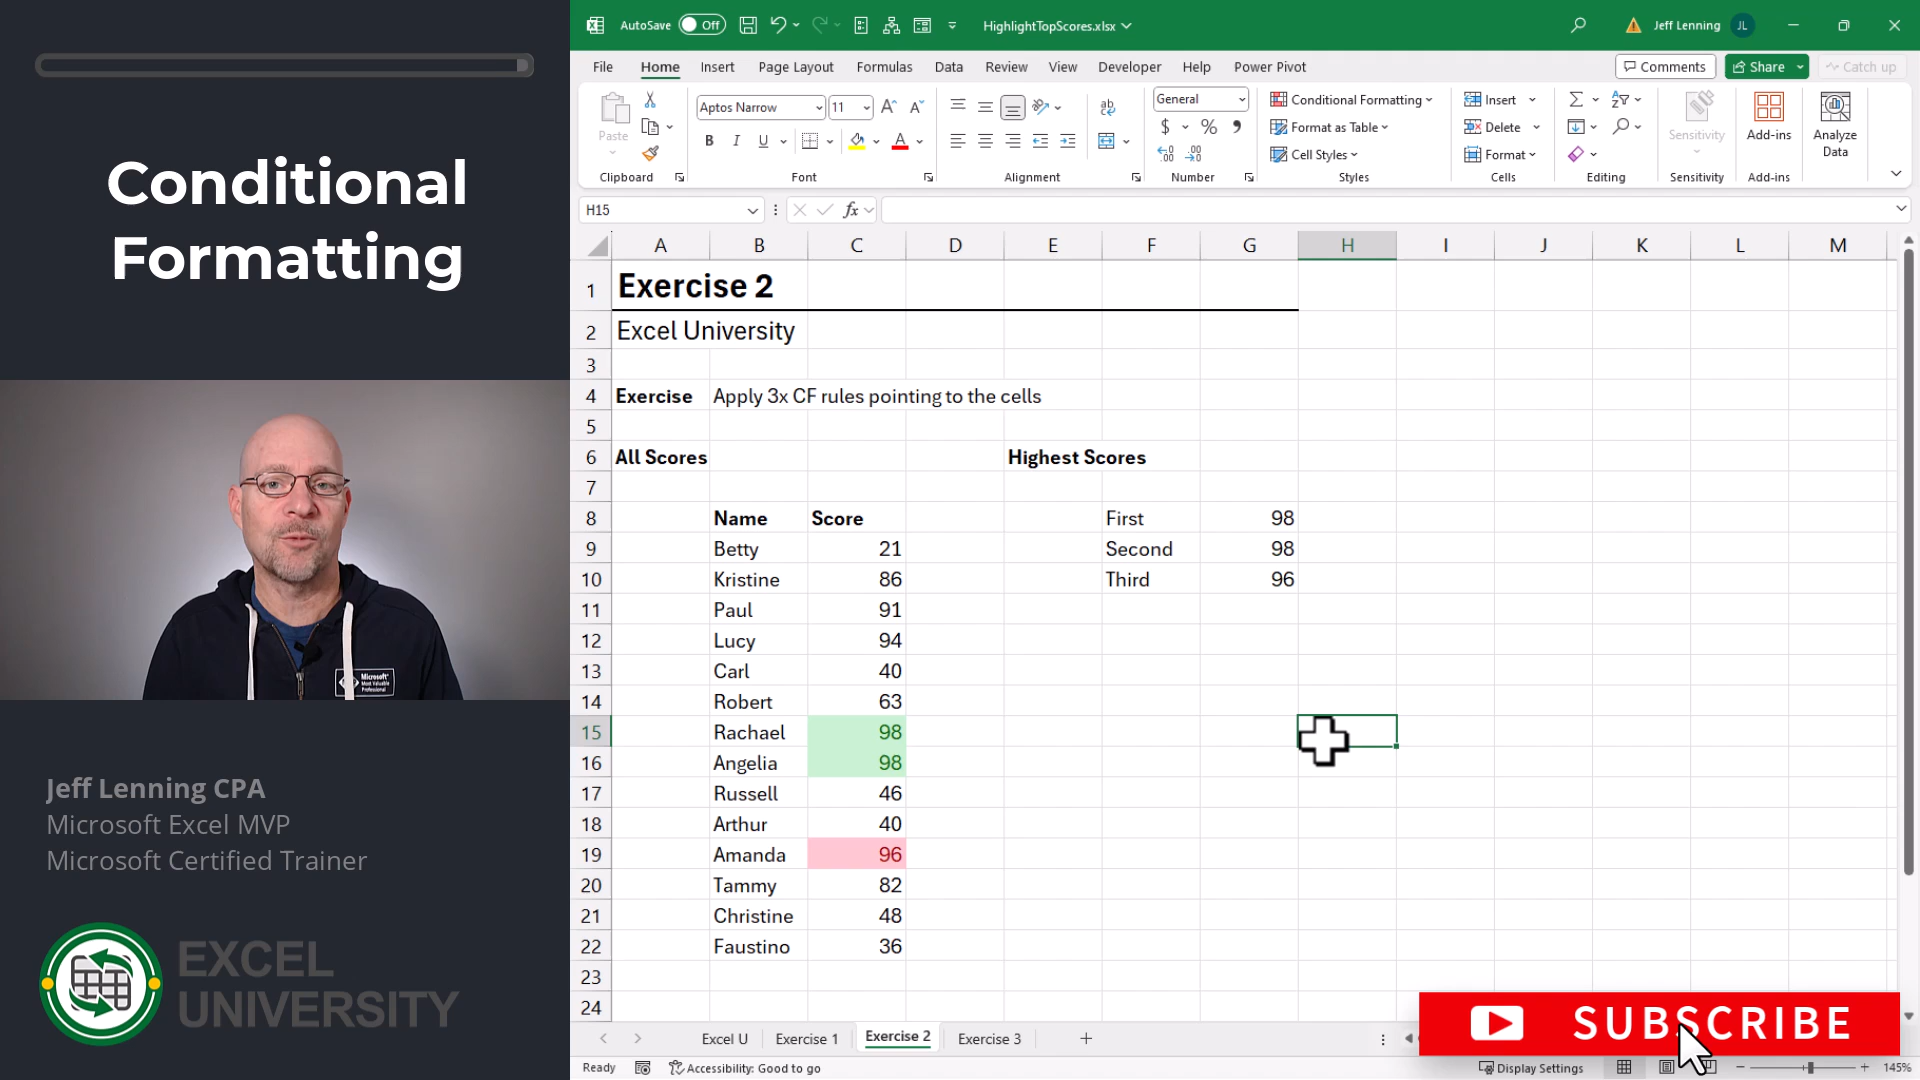 Conditional
Formatting
Microsoft
Most Valuable
Professional
Jeff Lenning CPA
Microsoft Excel MVP
Microsoft Certified Trainer
EXCEL
UNIVERSITY
AutoSave Off HighlightTopScores.xlsx Jeff Lenning JL
File Home Insert Page Layout Formulas Data Review View Developer Help Power Pivot Comments Share Catch up
Paste Aptos Narrow 11 General Conditional Formatting Format as Table Cell Styles Insert Delete Format Sensitivity Add-ins Analyze Data
Clipboard Font Alignment Number Styles Cells Editing Sensitivity Add-ins
H15 fx
A B C D E F G H I J K L M
1 Exercise 2
2 Excel University
3
4 Exercise Apply 3x CF rules pointing to the cells
5
6 All Scores Highest Scores
7
8 Name Score First 98
9 Betty 21 Second 98
10 Kristine 86 Third 96
11 Paul 91
12 Lucy 94
13 Carl 40
14 Robert 63
15 Rachael 98
16 Angelia 98
17 Russell 46
18 Arthur 40
19 Amanda 96
20 Tammy 82
21 Christine 48
22 Faustino 36
23
24
Excel U Exercise 1 Exercise 2 Exercise 3
SUBSCRIBE
Ready Accessibility: Good to go Display Settings 145%